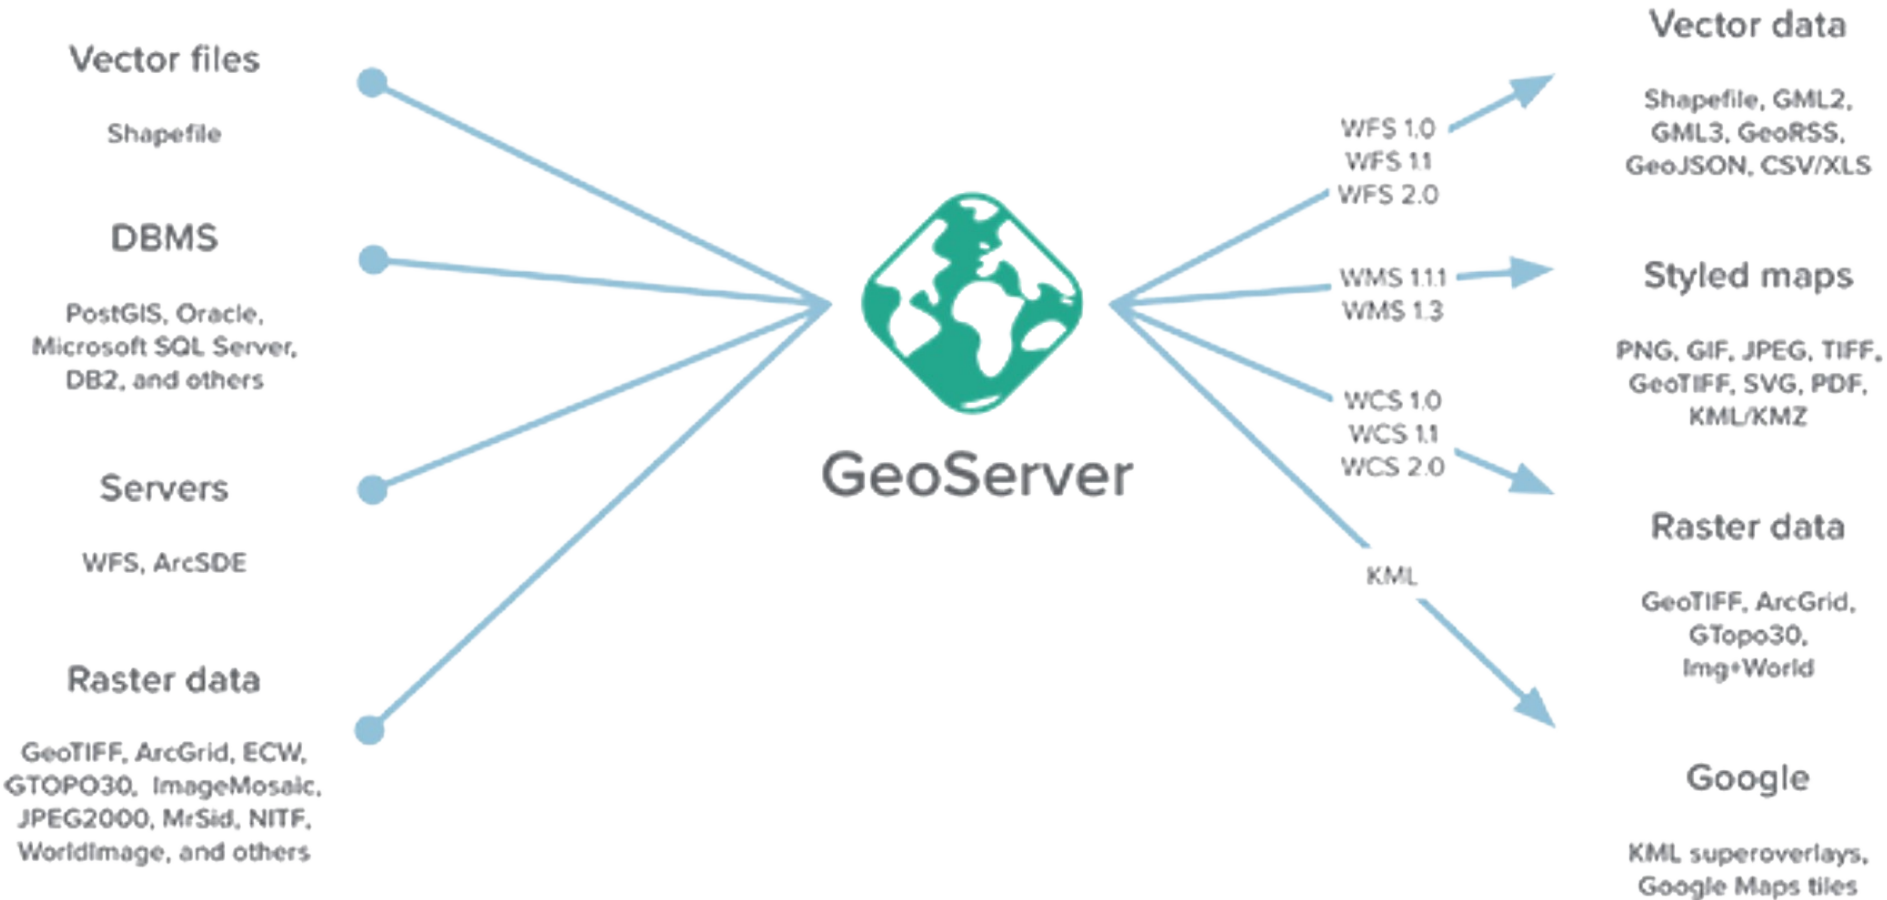 Vector files
Shapefile
DBMS
PostGIS, Oracle,
Microsoft SQL Server,
DB2, and others
Servers
WFS, ArcSDE
Raster data
GeoTIFF, ArcGrid, ECW,
GTOPO30, ImageMosaic,
JPEG2000, MrSid, NITF,
WorldImage, and others
GeoServer
WFS 1.0
WFS 1.1
WFS 2.0
WMS 1.1.1
WMS 1.3
WCS 1.0
WCS 1.1
WCS 2.0
KML
Vector data
Shapefile, GML2,
GML3, GeoRSS,
GeoJSON, CSV/XLS
Styled maps
PNG, GIF, JPEG, TIFF,
GeoTIFF, SVG, PDF,
KML/KMZ
Raster data
GeoTIFF, ArcGrid,
GTopo30,
Img+World
Google
KML superoverlays,
Google Maps tiles